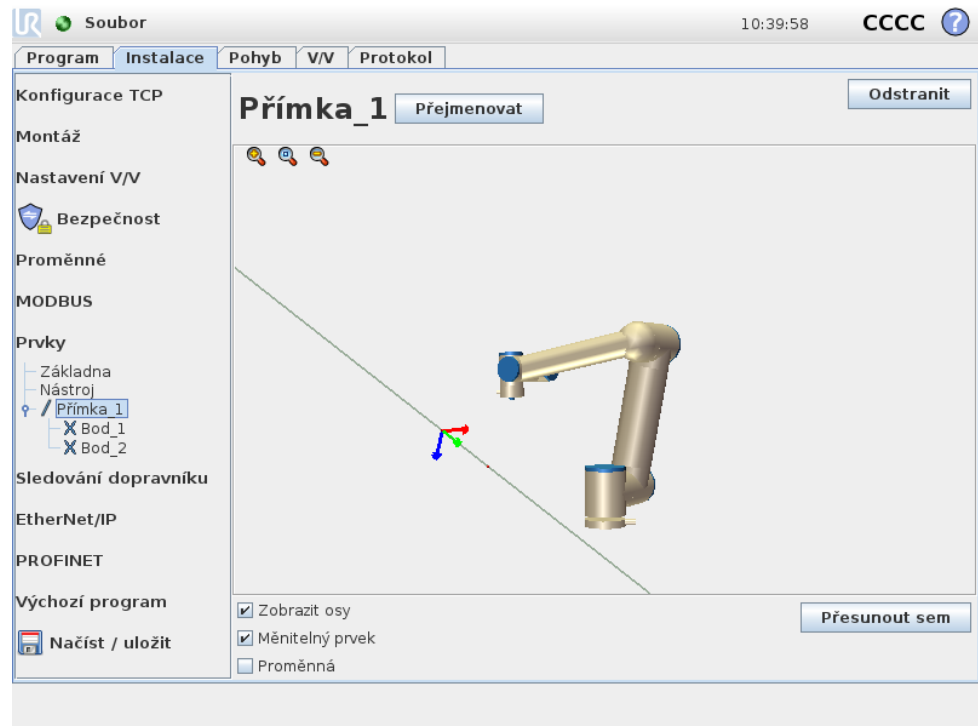 UR Soubor 10:39:58 CCCC ?
Program Instalace Pohyb V/V Protokol
Konfigurace TCP
Montáž
Nastavení V/V
Bezpečnost
Proměnné
MODBUS
Prvky
Základna
Nástroj
Přímka_1
Bod_1
Bod_2
Sledování dopravníku
EtherNet/IP
PROFINET
Výchozí program
Načíst / uložit
Přímka_1 Přejmenovat Odstranit
Zobrazit osy
Měnitelný prvek
Proměnná
Přesunout sem